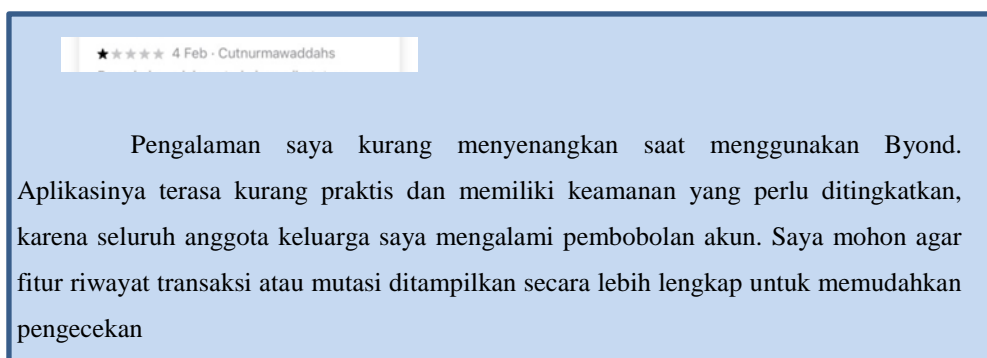 ★★★★★ 4 Feb · Cutnurmawaddahs
Pengalaman saya kurang menyenangkan saat menggunakan Byond.
Aplikasinya terasa kurang praktis dan memiliki keamanan yang perlu ditingkatkan,
karena seluruh anggota keluarga saya mengalami pembobolan akun. Saya mohon agar
fitur riwayat transaksi atau mutasi ditampilkan secara lebih lengkap untuk memudahkan
pengecekan